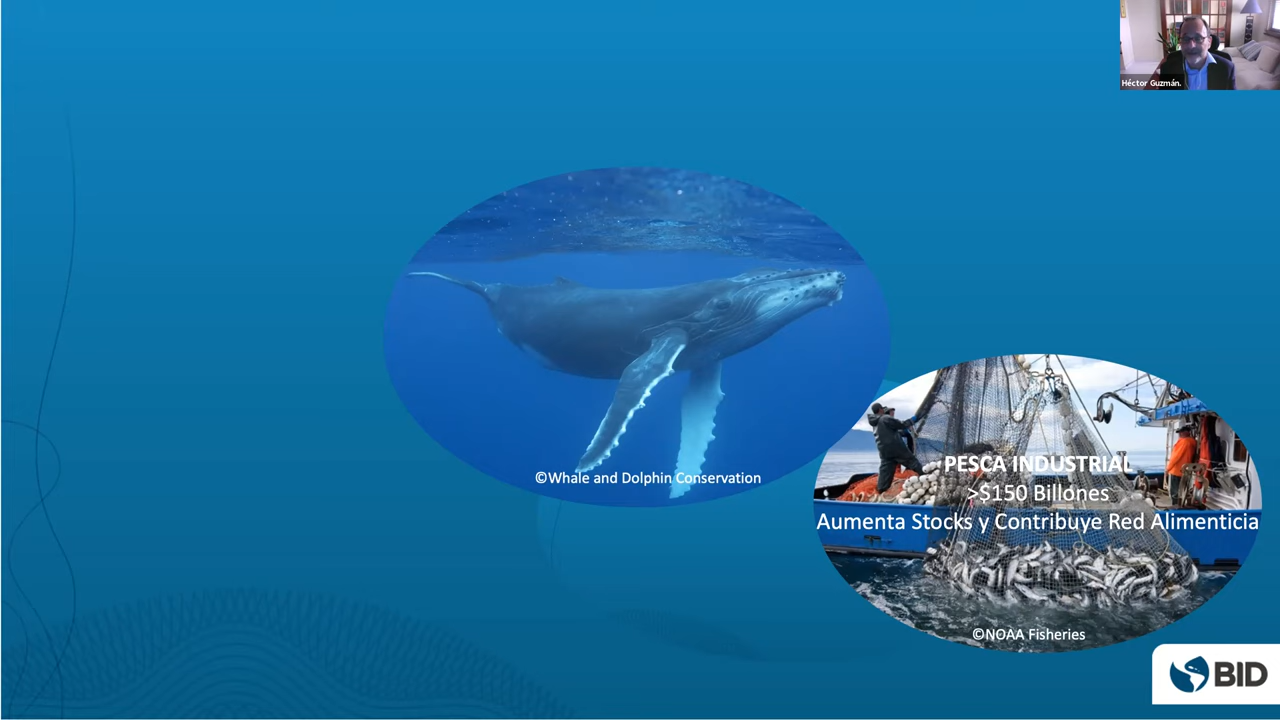 Héctor Guzmán.
©Whale and Dolphin Conservation
PESCA INDUSTRIAL
>$150 Billones
Aumenta Stocks y Contribuye Red Alimenticia
©NOAA Fisheries
BID